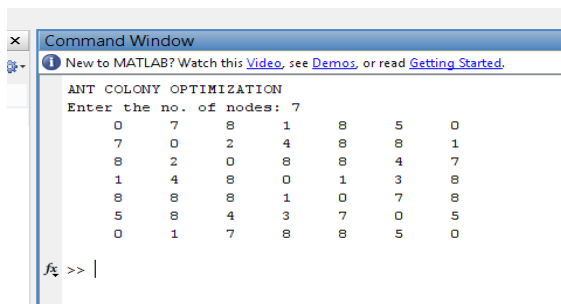 Command Window
New to MATLAB? Watch this Video, see Demos, or read Getting Started.
ANT COLONY OPTIMIZATION
Enter the no. of nodes: 7
0 7 8 1 8 5 0
7 0 2 4 8 8 1
8 2 0 8 8 4 7
1 4 8 0 1 3 8
8 8 8 1 0 7 8
5 8 4 3 7 0 5
0 1 7 8 8 5 0
fx >>